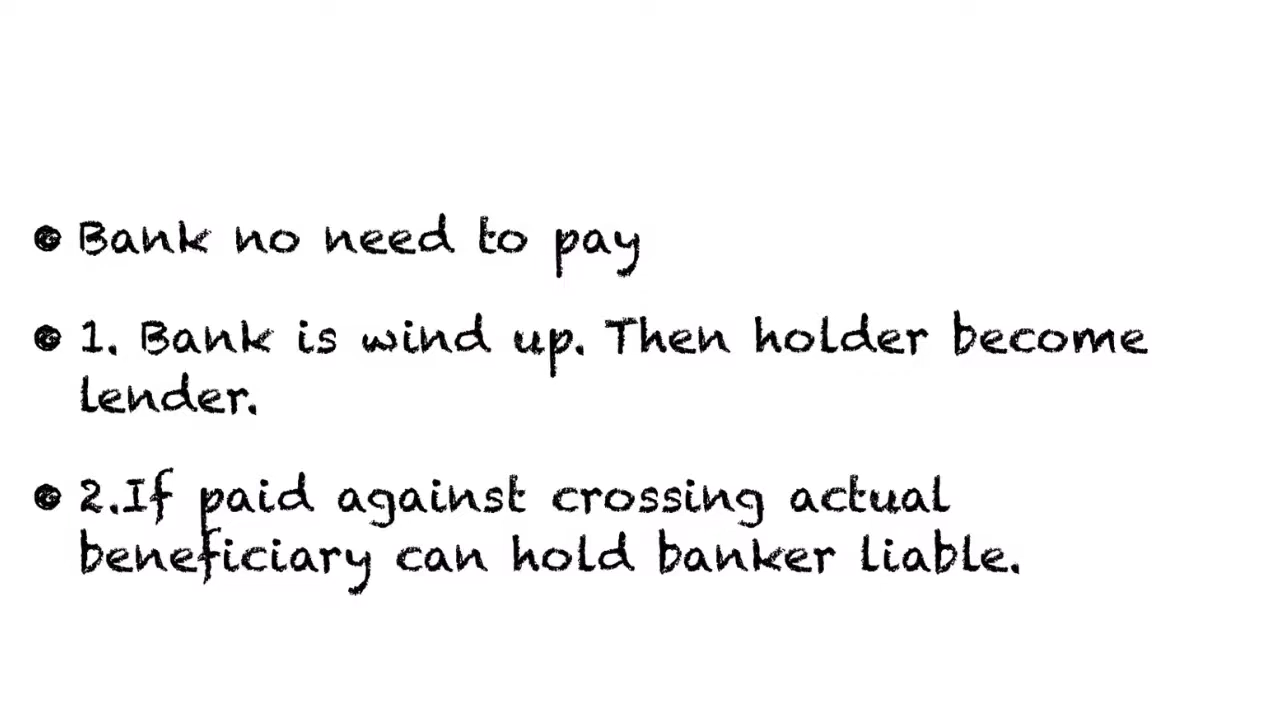 • Bank no need to pay
• 1. Bank is wind up. Then holder become
lender.
• 2.If paid against crossing actual
beneficiary can hold banker liable.